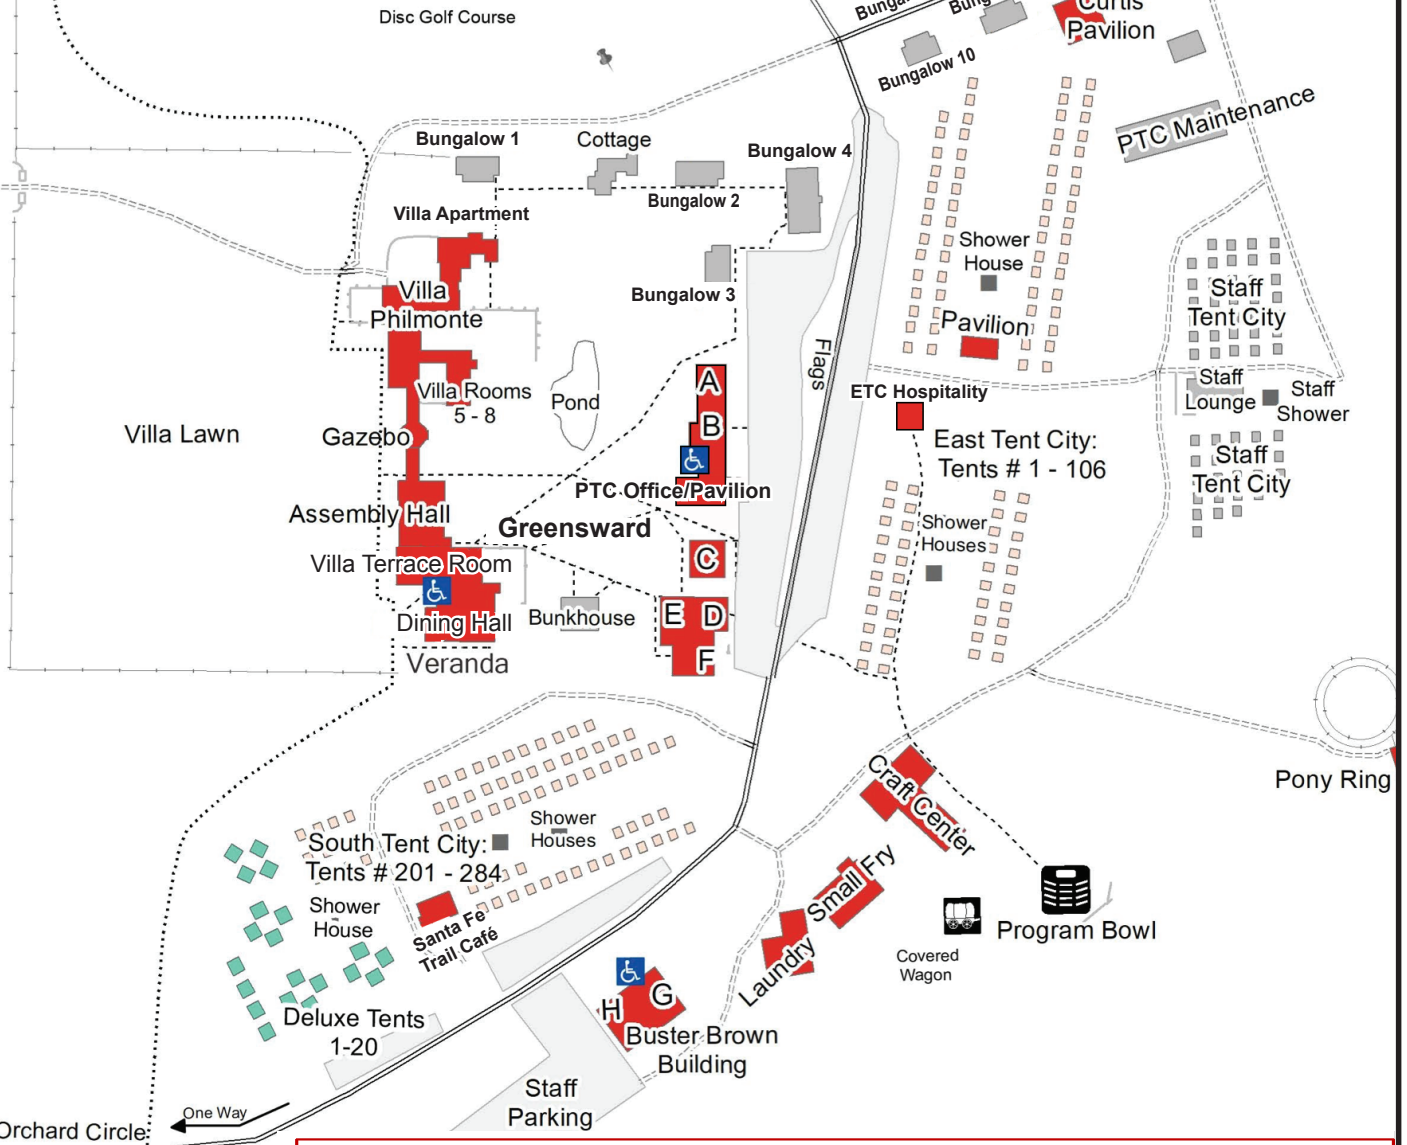 Disc Golf Course
Curtis
Pavilion
Bungalow 10
PTC Maintenance
Bungalow 1
Cottage
Bungalow 4
Bungalow 2
Villa Apartment
Shower
House
Bungalow 3
Villa
Philmonte
Pavilion
Staff
Tent City
Flags
A
B
Villa Rooms
5 - 8
Pond
ETC Hospitality
Staff
Lounge
Staff
Shower
Villa Lawn
Gazebo
East Tent City:
Tents # 1 - 106
Staff
Tent City
PTC Office/Pavilion
Assembly Hall
Greensward
Shower
Houses
C
Villa Terrace Room
Dining Hall
Bunkhouse
E
D
F
Veranda
Pony Ring
Craft Center
South Tent City:
Tents # 201 - 284
Shower
Houses
Small Fry
Shower
House
Santa Fe
Trail Café
Laundry
Program Bowl
Covered
Wagon
H
G
Deluxe Tents
1-20
Buster Brown
Building
Staff
Parking
One Way
Orchard Circle